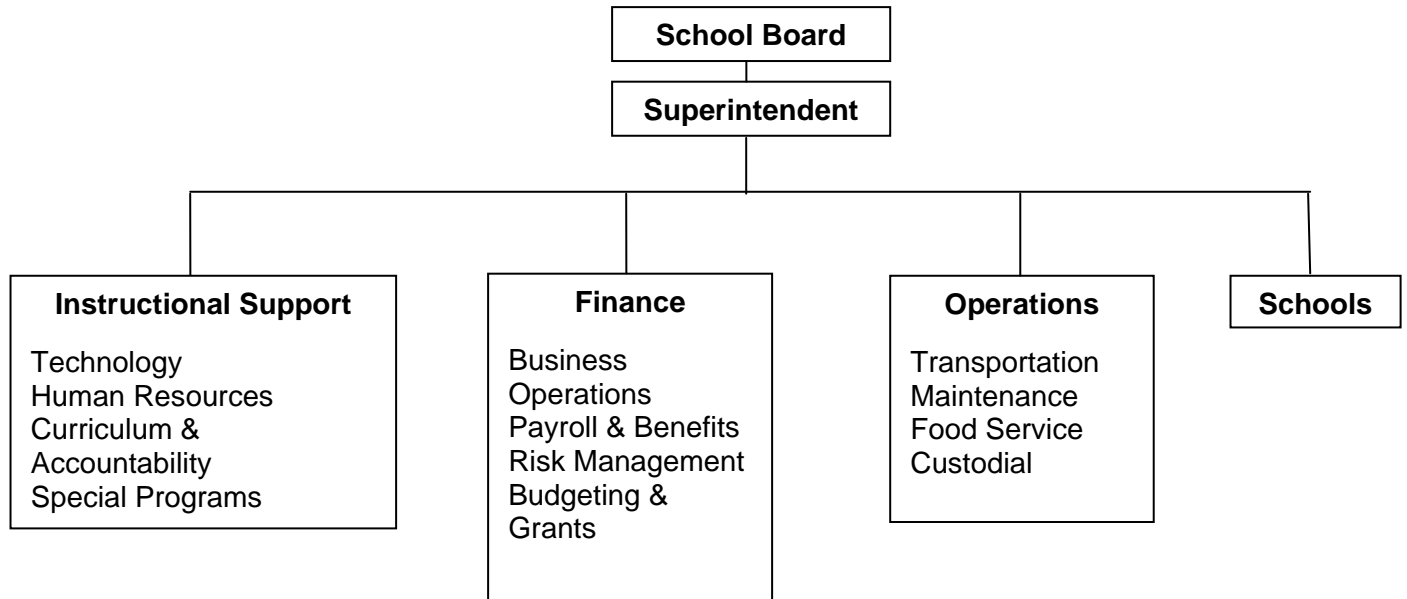 School Board
Superintendent
Instructional Support
Technology
Human Resources
Curriculum &
Accountability
Special Programs
Finance
Business
Operations
Payroll & Benefits
Risk Management
Budgeting &
Grants
Operations
Transportation
Maintenance
Food Service
Custodial
Schools